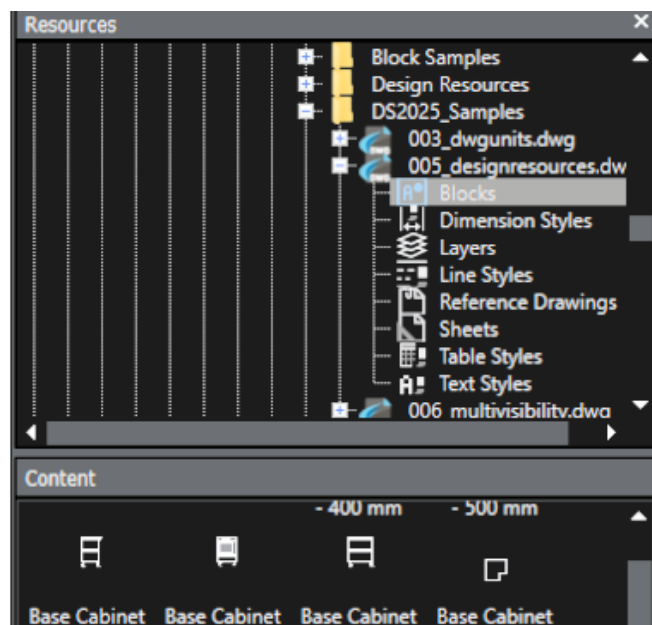 Resources
Block Samples
Design Resources
DS2025_Samples
003_dwgunits.dwg
005_designresources.dw
Blocks
Dimension Styles
Layers
Line Styles
Reference Drawings
Sheets
Table Styles
Text Styles
006_multivisibility.dwg
Content
- 400 mm - 500 mm
Base Cabinet Base Cabinet Base Cabinet Base Cabinet